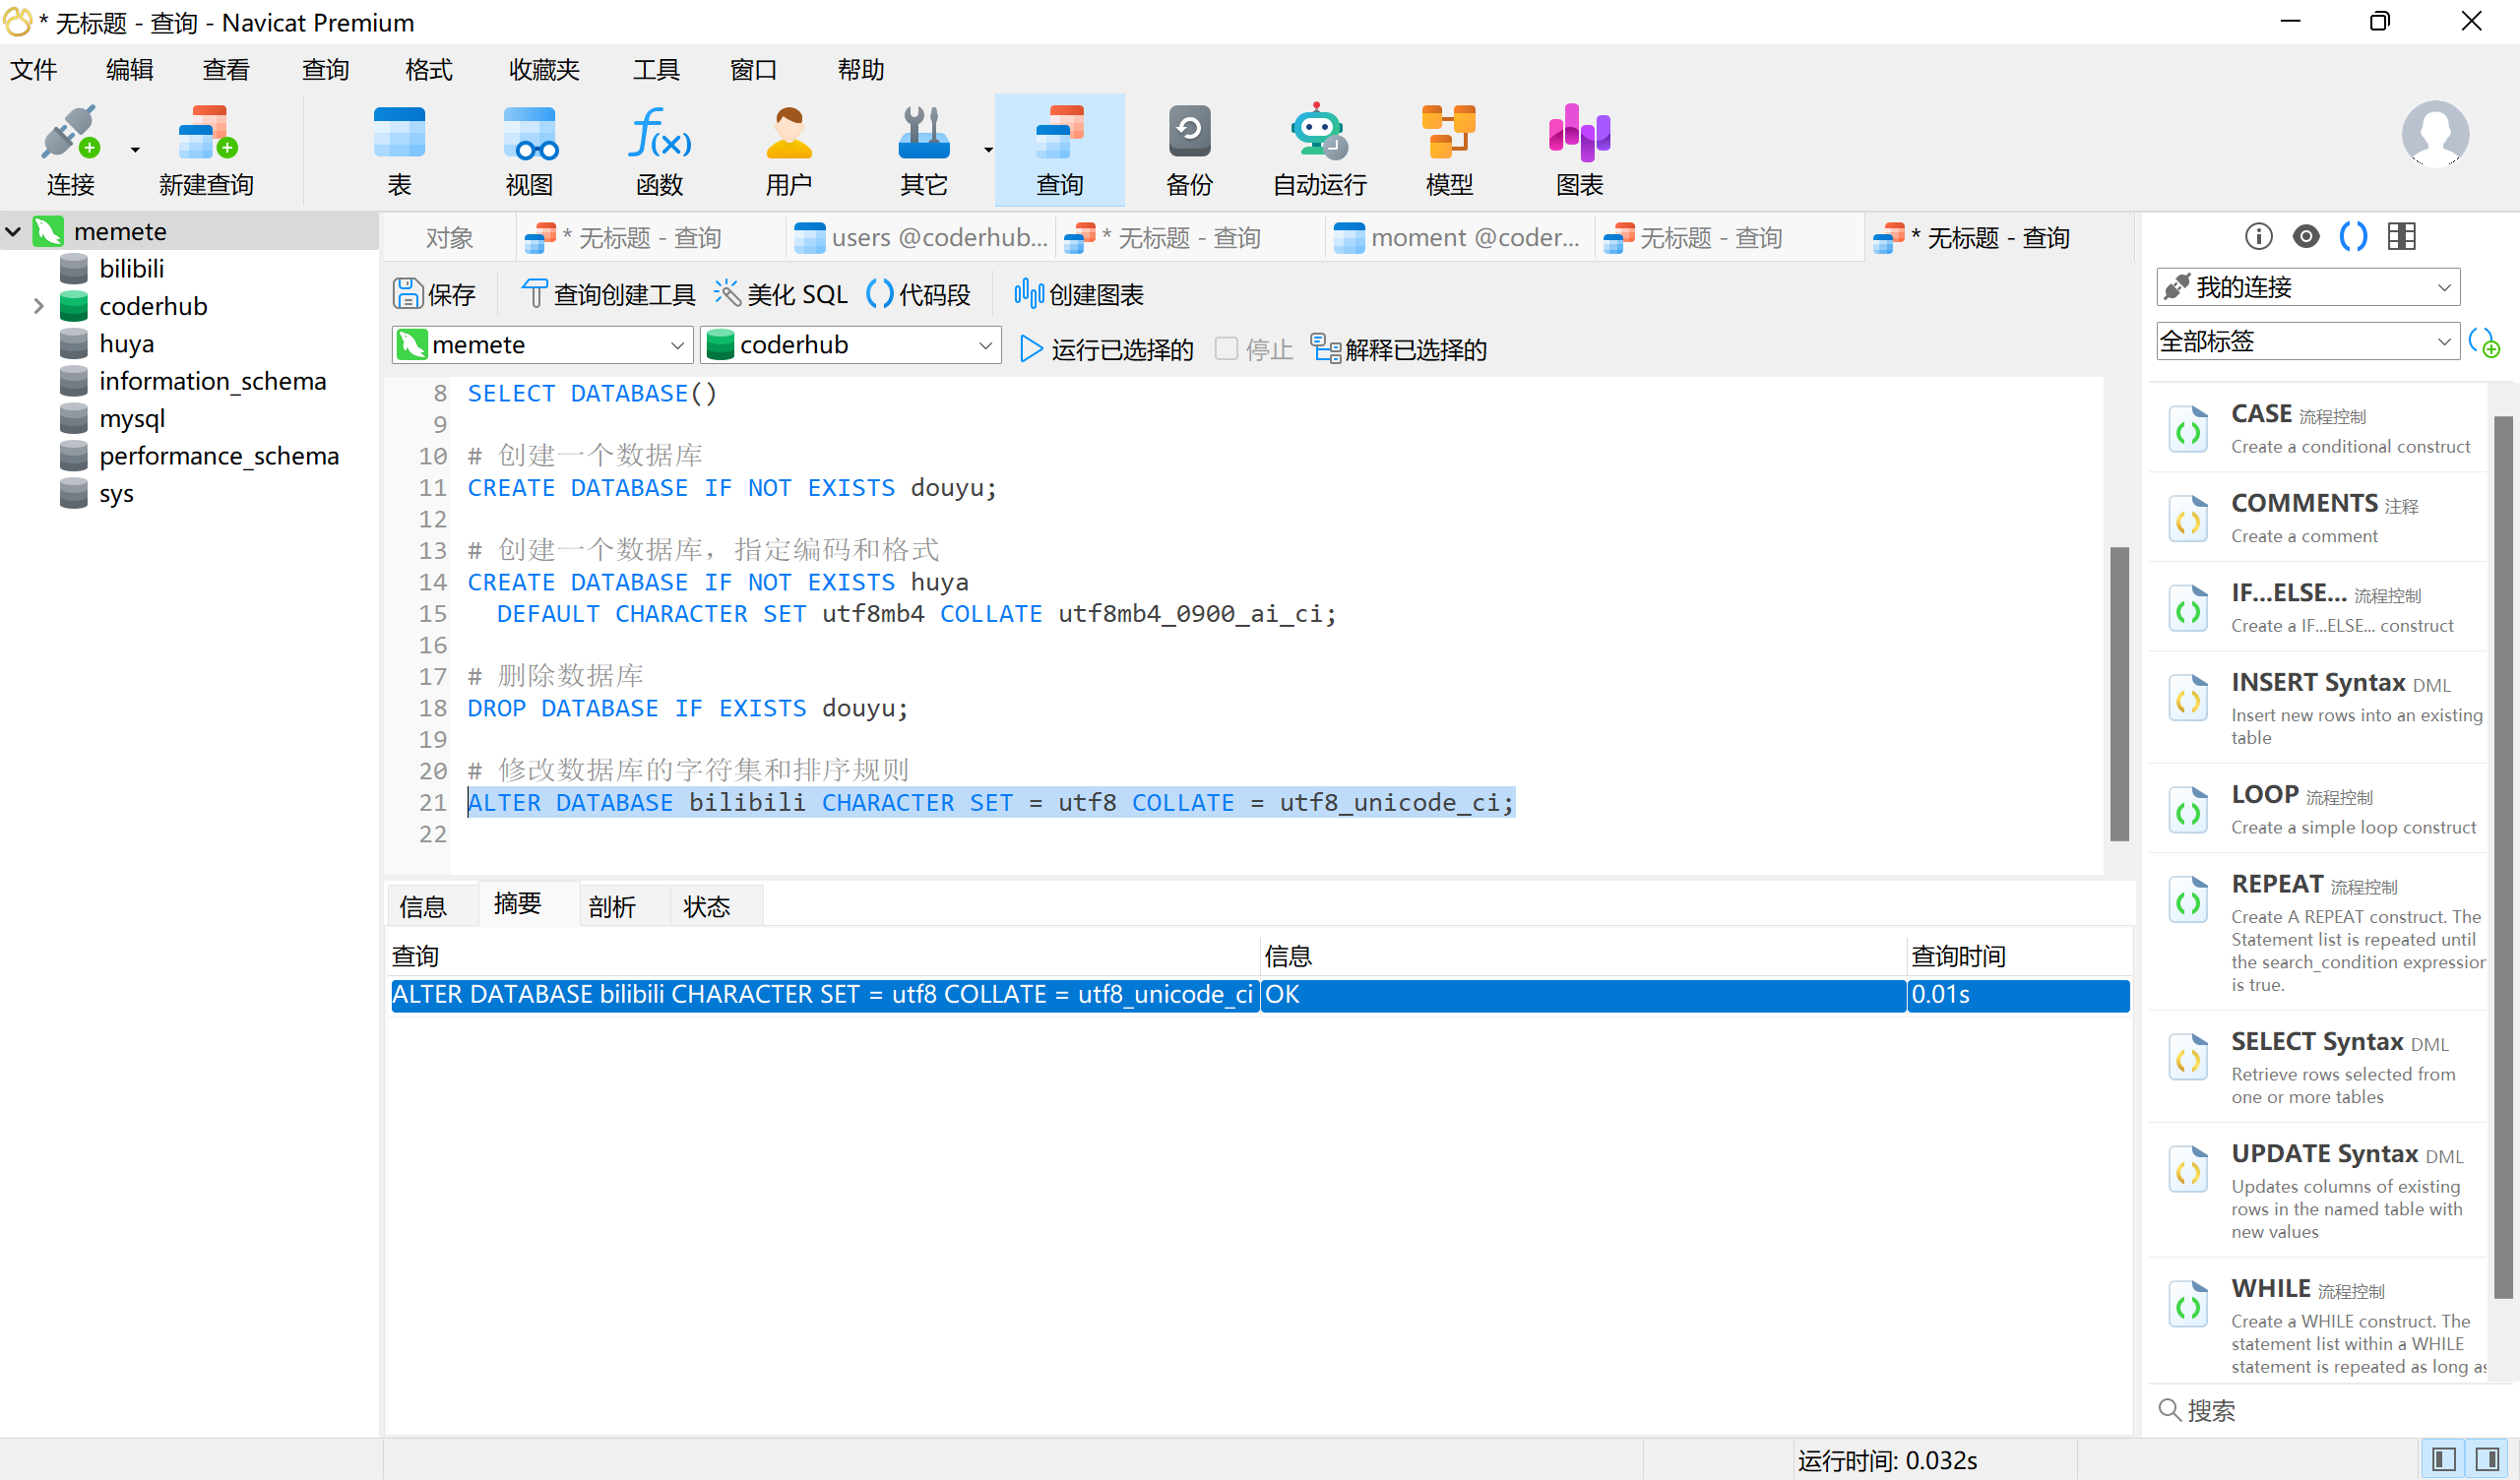 * 无标题 - 查询 - Navicat Premium
文件 编辑 查看 查询 格式 收藏夹 工具 窗口 帮助
连接 新建查询 表 视图 函数 用户 其它 查询 备份 自动运行 模型 图表
memete
bilibili
coderhub
huya
information_schema
mysql
performance_schema
sys
对象 * 无标题 - 查询 users @coderhub... * 无标题 - 查询 moment @coder... 无标题 - 查询 * 无标题 - 查询
保存 查询创建工具 美化 SQL 代码段 创建图表
memete coderhub 运行已选择的 停止 解释已选择的
8 SELECT DATABASE()
9
10 # 创建一个数据库
11 CREATE DATABASE IF NOT EXISTS douyu;
12
13 # 创建一个数据库，指定编码和格式
14 CREATE DATABASE IF NOT EXISTS huya
15 DEFAULT CHARACTER SET utf8mb4 COLLATE utf8mb4_0900_ai_ci;
16
17 # 删除数据库
18 DROP DATABASE IF EXISTS douyu;
19
20 # 修改数据库的字符集和排序规则
21 ALTER DATABASE bilibili CHARACTER SET = utf8 COLLATE = utf8_unicode_ci;
22
信息 摘要 剖析 状态
查询 信息 查询时间
ALTER DATABASE bilibili CHARACTER SET = utf8 COLLATE = utf8_unicode_ci OK 0.01s
我的连接
全部标签
CASE 流程控制
Create a conditional construct
COMMENTS 注释
Create a comment
IF...ELSE... 流程控制
Create a IF...ELSE... construct
INSERT Syntax DML
Insert new rows into an existing
table
LOOP 流程控制
Create a simple loop construct
REPEAT 流程控制
Create A REPEAT construct. The
Statement list is repeated until
the search_condition expression
is true.
SELECT Syntax DML
Retrieve rows selected from
one or more tables
UPDATE Syntax DML
Updates columns of existing
rows in the named table with
new values
WHILE 流程控制
Create a WHILE construct. The
statement list within a WHILE
statement is repeated as long as
搜索
运行时间: 0.032s